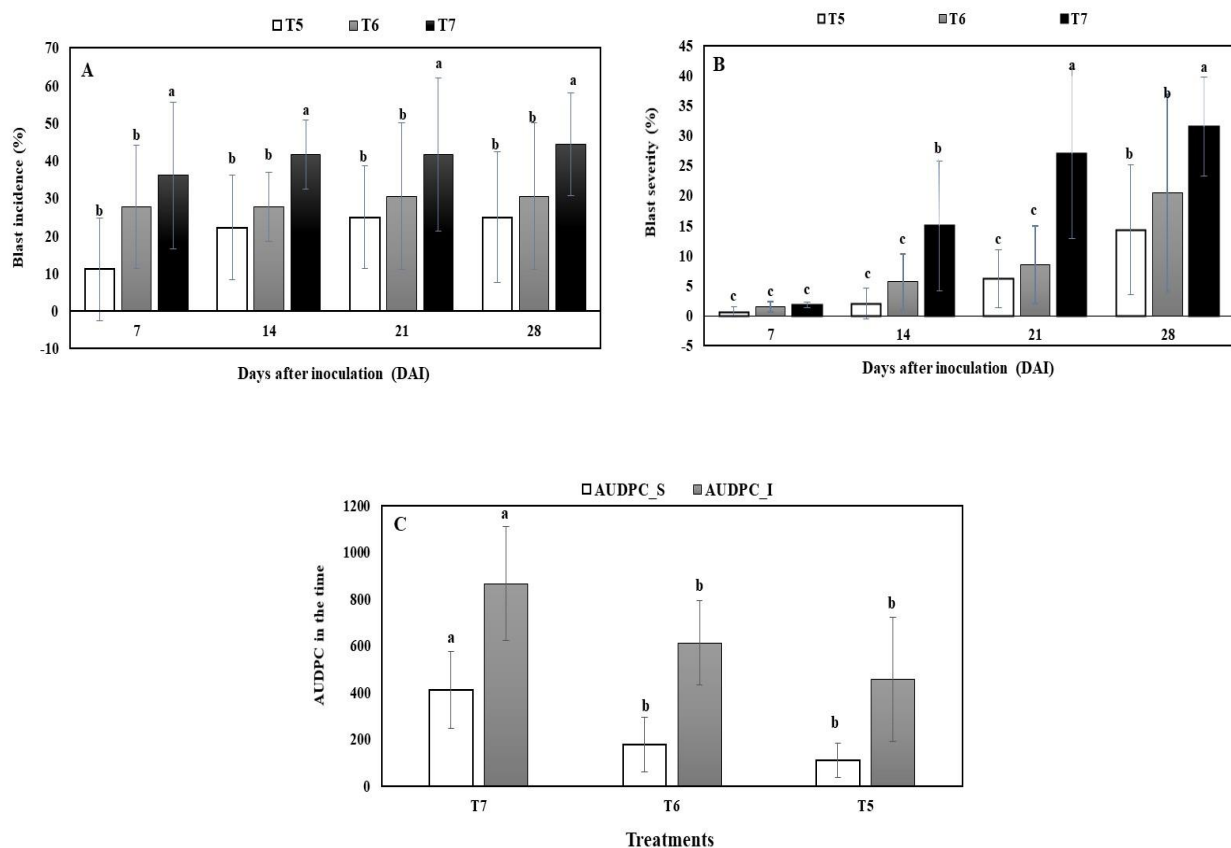 T5 T6 T7
A
Blast incidence (%)
70
60
50
40
30
20
10
0
-10
b b a
b b a
b b a
b b a
7 14 21 28
Days after inoculation (DAI)
T5 T6 T7
B
Blast severity (%)
45
40
35
30
25
20
15
10
5
0
-5
c c c
c c b
c c a
b b a
7 14 21 28
Days after inoculation (DAI)
AUDPC_S AUDPC_I
C
AUDPC in the time
1200
1000
800
600
400
200
0
a a
b b
b b
T7 T6 T5
Treatments